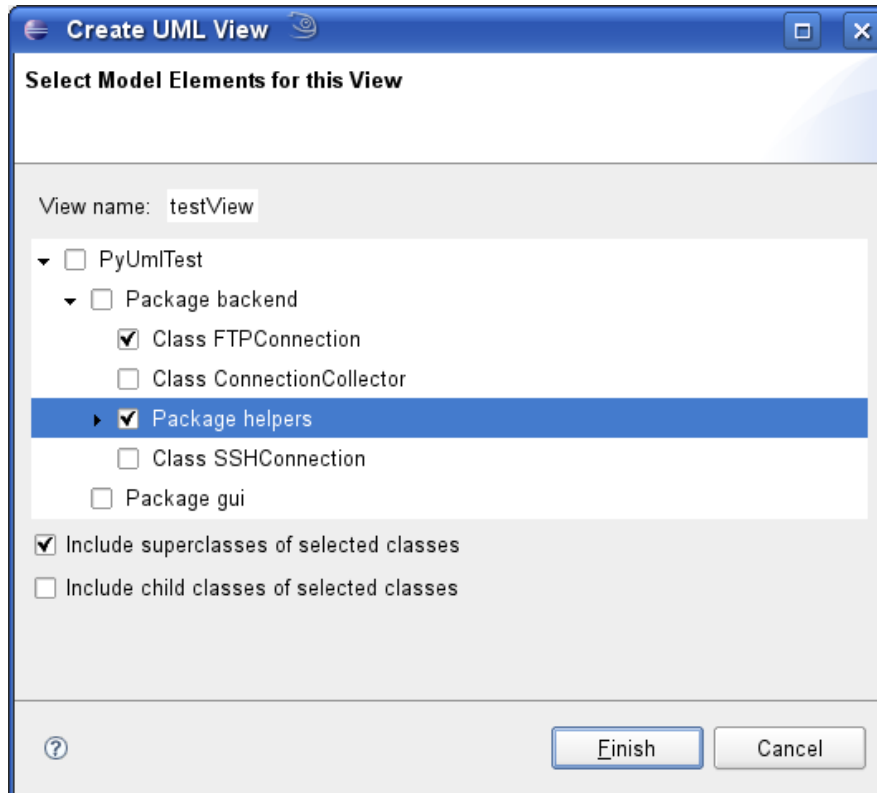 Create UML View
Select Model Elements for this View
View name: testView
PyUmlTest
Package backend
Class FTPConnection
Class ConnectionCollector
Package helpers
Class SSHConnection
Package gui
Include superclasses of selected classes
Include child classes of selected classes
? Finish Cancel